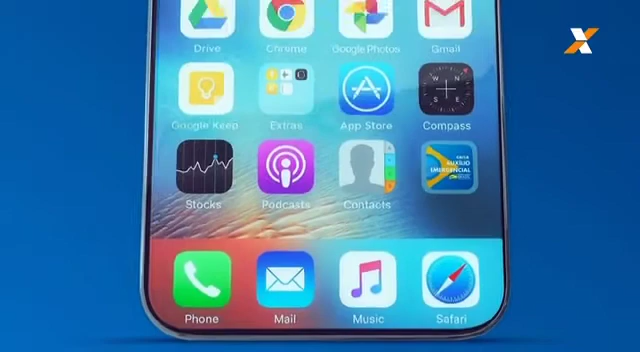 Drive Chrome Google Photos Gmail
Google Keep Extras App Store Compass
N
W E
S
CAIXA
AUXÍLIO
EMERGENCIAL
Stocks Podcasts Contacts
Phone Mail Music Safari
X